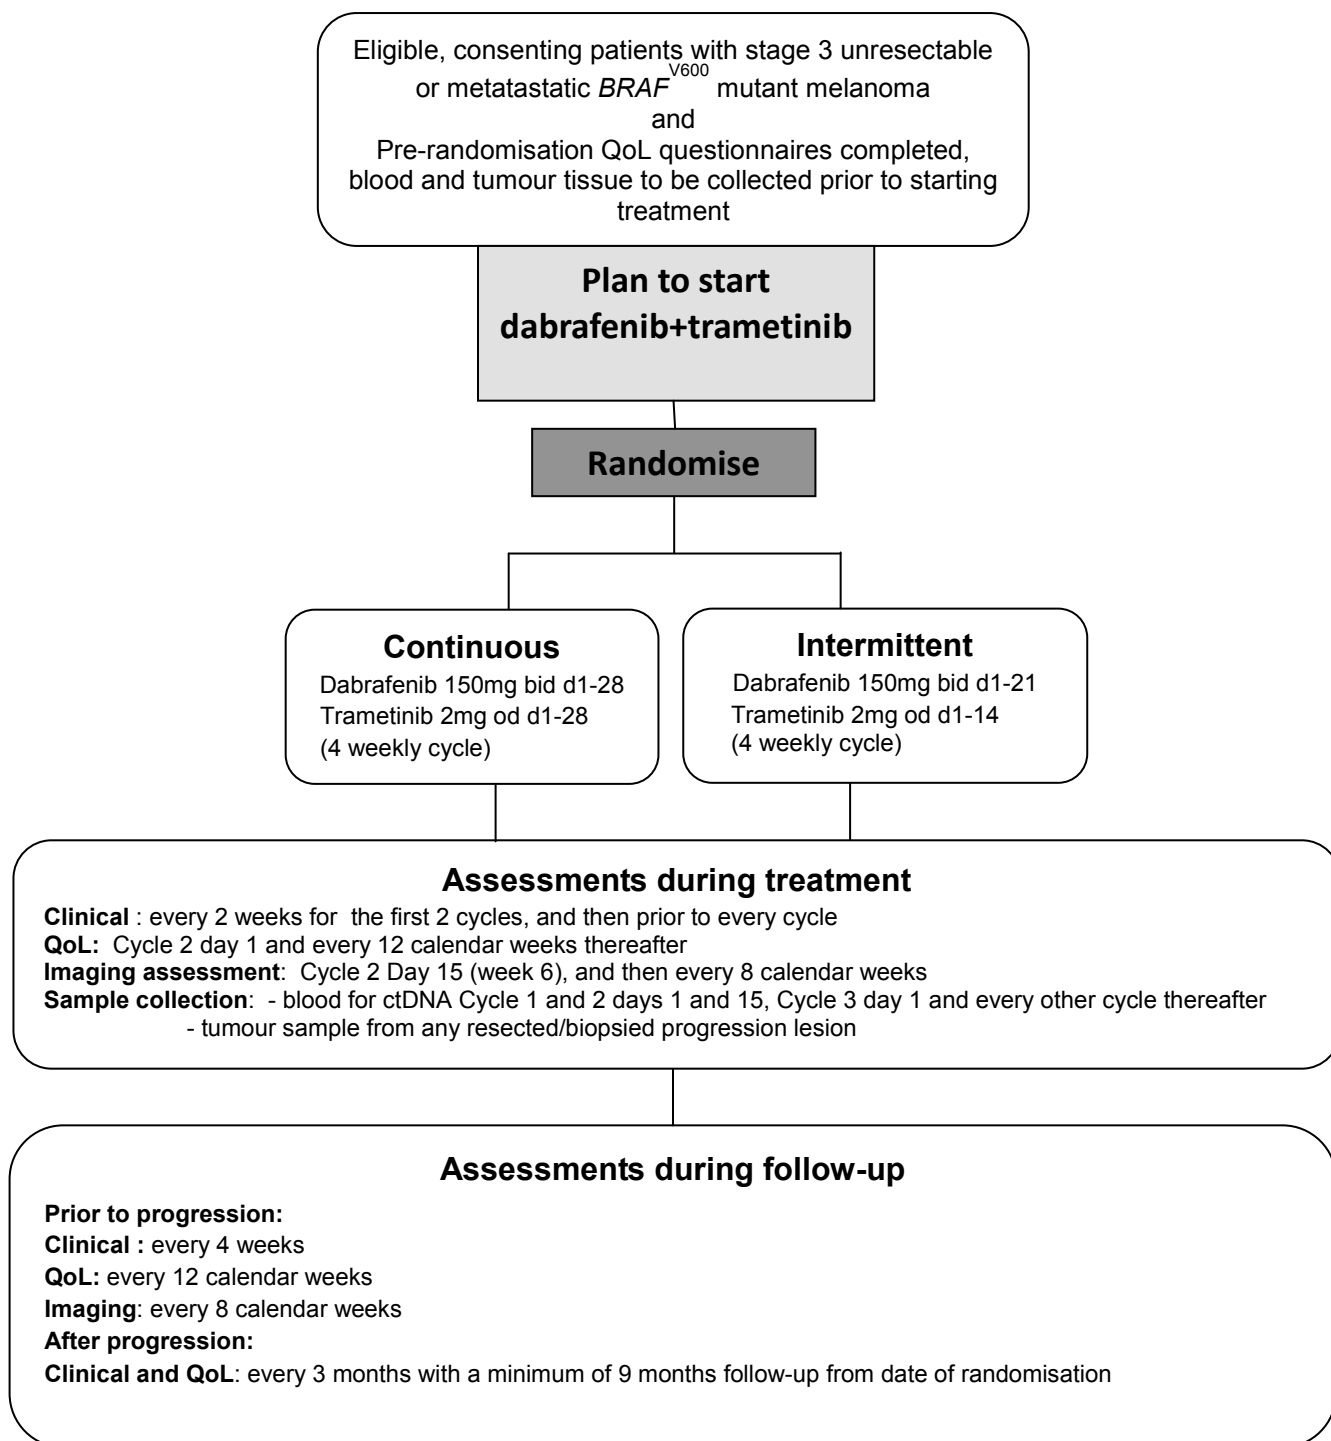 Eligible, consenting patients with stage 3 unresectable
or metatastatic BRAF^V600 mutant melanoma
and
Pre-randomisation QoL questionnaires completed,
blood and tumour tissue to be collected prior to starting
treatment
Plan to start
dabrafenib+trametinib
Randomise
Continuous
Dabrafenib 150mg bid d1-28
Trametinib 2mg od d1-28
(4 weekly cycle)
Intermittent
Dabrafenib 150mg bid d1-21
Trametinib 2mg od d1-14
(4 weekly cycle)
Assessments during treatment
Clinical : every 2 weeks for the first 2 cycles, and then prior to every cycle
QoL: Cycle 2 day 1 and every 12 calendar weeks thereafter
Imaging assessment: Cycle 2 Day 15 (week 6), and then every 8 calendar weeks
Sample collection: - blood for ctDNA Cycle 1 and 2 days 1 and 15, Cycle 3 day 1 and every other cycle thereafter
- tumour sample from any resected/biopsied progression lesion
Assessments during follow-up
Prior to progression:
Clinical : every 4 weeks
QoL: every 12 calendar weeks
Imaging: every 8 calendar weeks
After progression:
Clinical and QoL: every 3 months with a minimum of 9 months follow-up from date of randomisation